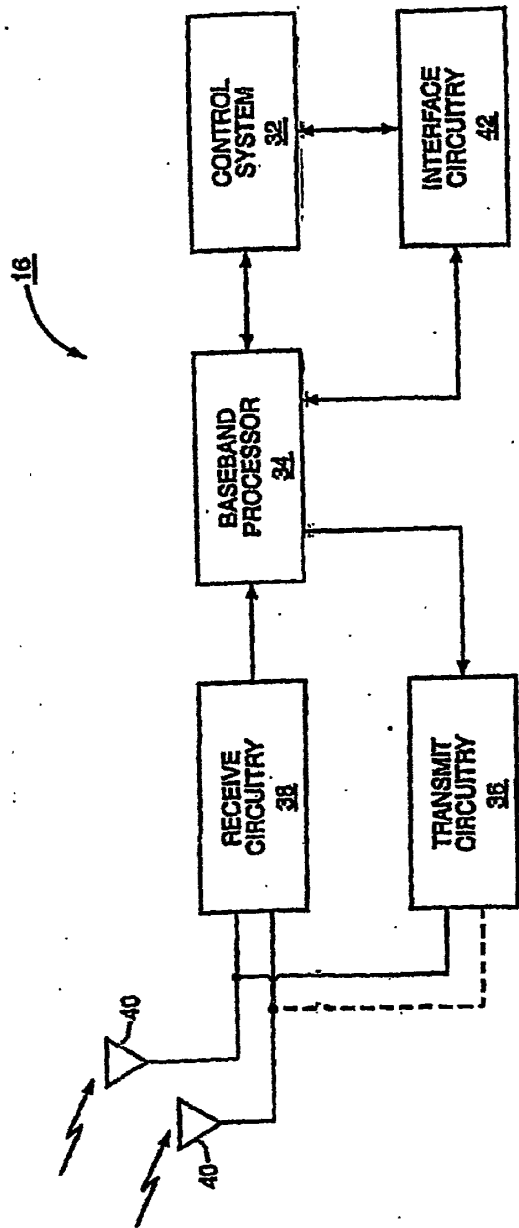 16
CONTROL
SYSTEM
32
INTERFACE
CIRCUITRY
42
BASEBAND
PROCESSOR
34
RECEIVE
CIRCUITRY
38
TRANSMIT
CIRCUITRY
36
40
40